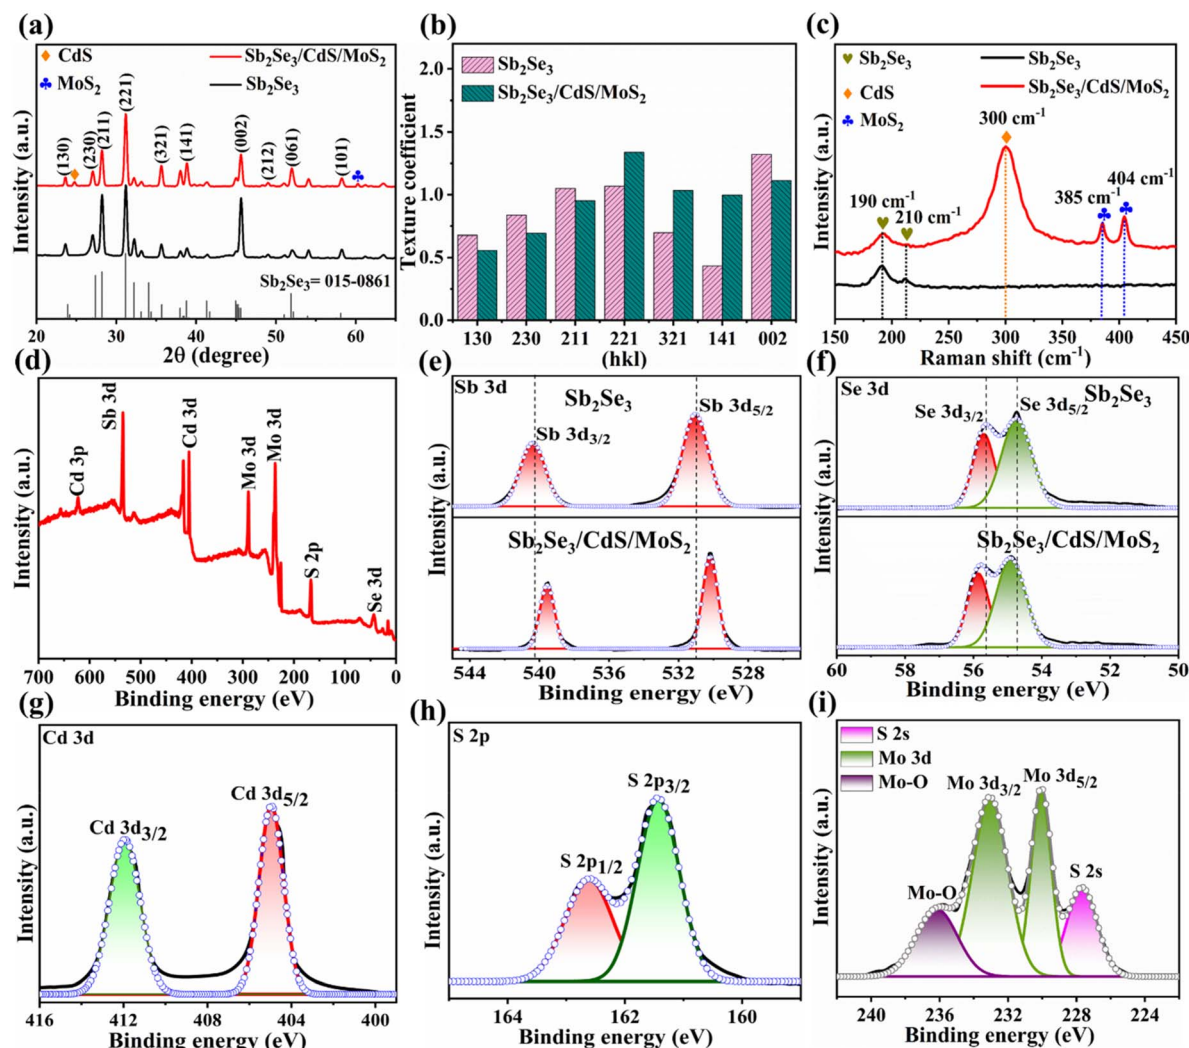 (a)
CdS
MoS₂
Sb₂Se₃/CdS/MoS₂
Sb₂Se₃
(130)
(230)
(211)
(221)
(321)
(141)
(002)
(212)
(061)
(101)
Sb₂Se₃= 015-0861
Intensity (a.u.)
20 30 40 50 60
2θ (degree)
(b)
Sb₂Se₃
Sb₂Se₃/CdS/MoS₂
Texture coefficient
2.0
1.5
1.0
0.5
0.0
130 230 211 221 321 141 002
(hkl)
(c)
Sb₂Se₃
CdS
MoS₂
Sb₂Se₃
Sb₂Se₃/CdS/MoS₂
300 cm⁻¹
190 cm⁻¹
210 cm⁻¹
385 cm⁻¹
404 cm⁻¹
Intensity (a.u.)
150 200 250 300 350 400 450
Raman shift (cm⁻¹)
(d)
Cd 3p
Sb 3d
Cd 3d
Mo 3d
Mo 3d
S 2p
Se 3d
Intensity (a.u.)
700 600 500 400 300 200 100 0
Binding energy (eV)
(e)
Sb 3d
Sb₂Se₃
Sb 3d₃/₂
Sb 3d₅/₂
Sb₂Se₃/CdS/MoS₂
Intensity (a.u.)
544 540 536 532 528
Binding energy (eV)
(f)
Se 3d
Sb₂Se₃
Se 3d₃/₂
Se 3d₅/₂
Sb₂Se₃/CdS/MoS₂
Intensity (a.u.)
60 58 56 54 52 50
Binding energy (eV)
(g)
Cd 3d
Cd 3d₃/₂
Cd 3d₅/₂
Intensity (a.u.)
416 412 408 404 400
Binding energy (eV)
(h)
S 2p
S 2p₁/₂
S 2p₃/₂
Intensity (a.u.)
164 162 160
Binding energy (eV)
(i)
S 2s
Mo 3d
Mo-O
Mo-O
Mo 3d₃/₂
Mo 3d₅/₂
S 2s
Intensity (a.u.)
240 236 232 228 224
Binding energy (eV)